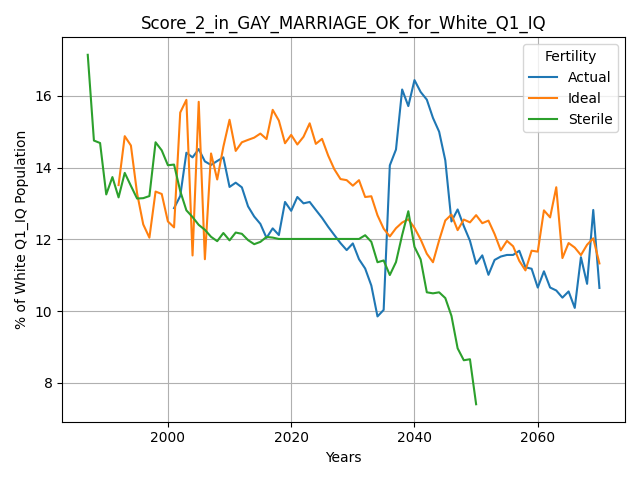 Score_2_in_GAY_MARRIAGE_OK_for_White_Q1_IQ
% of White Q1_IQ Population
16
14
12
10
8
Fertility
Actual
Ideal
Sterile
2000 2020 2040 2060
Years